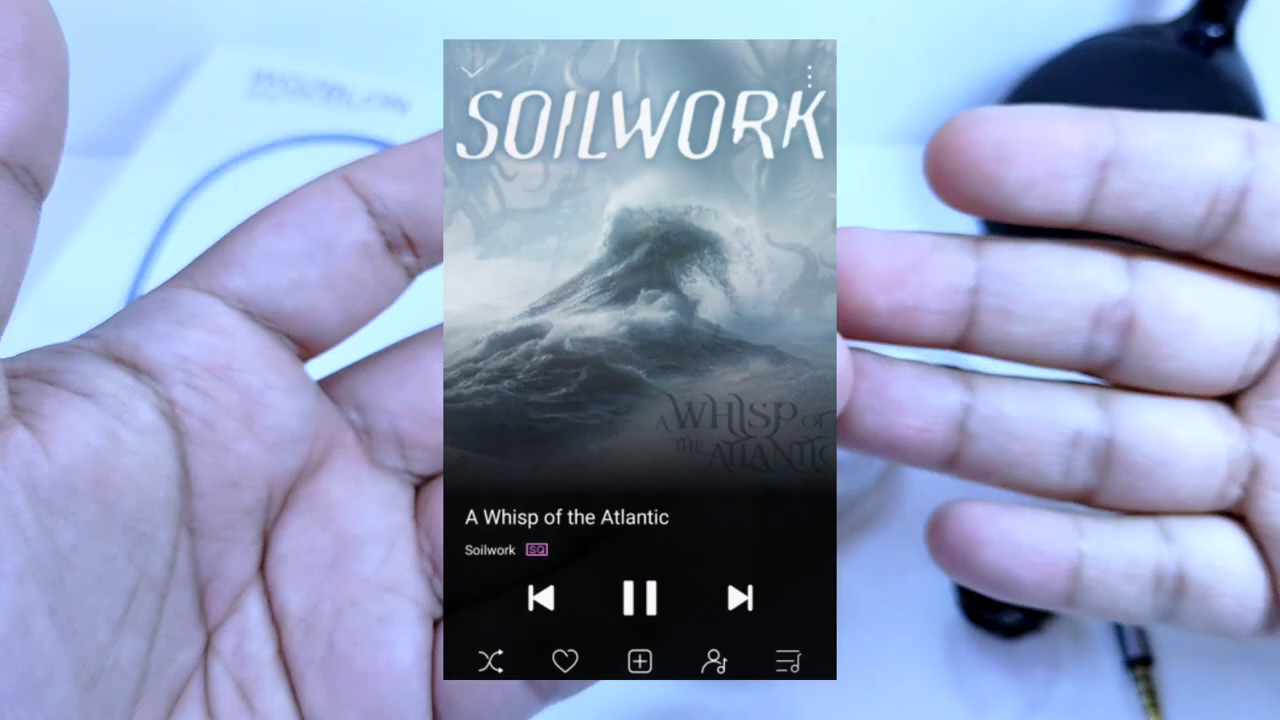 SOILWORK
A WHISP OF
THE ATLANTIC
A Whisp of the Atlantic
Soilwork SQ